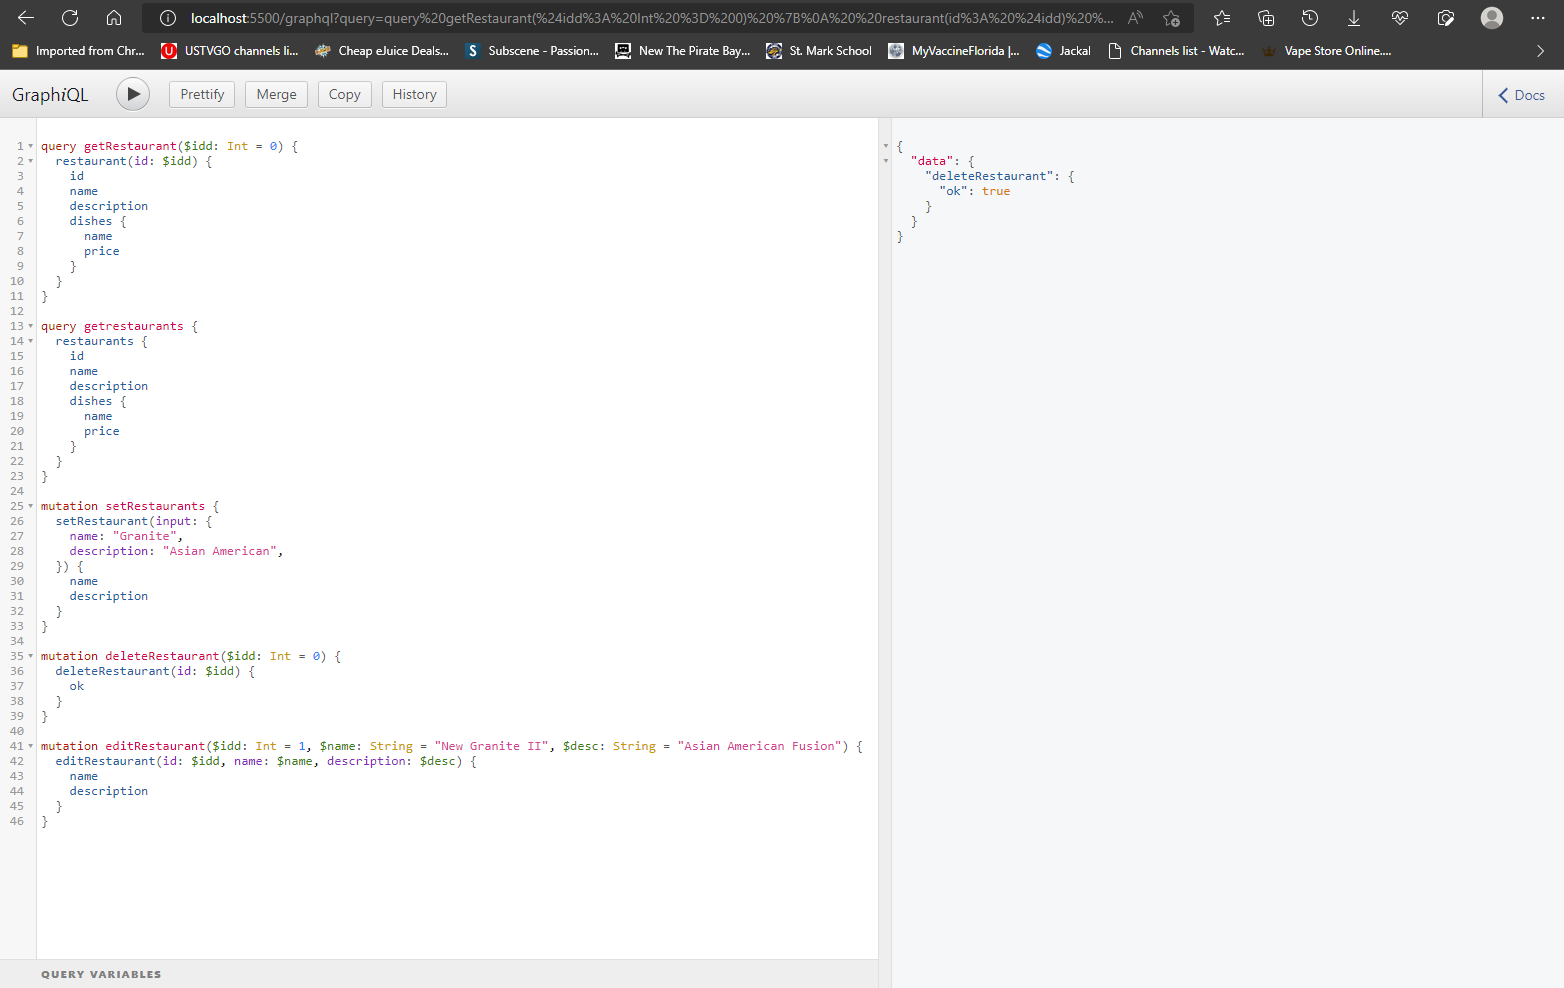 localhost:5500/graphql?query=query%20getRestaurant(%24idd%3A%20Int%20%3D%200)%20%7B%0A%20%20restaurant(id%3A%20%24idd)%20%...
Imported from Chr... USTVGO channels li... Cheap eJuice Deals... S Subscene - Passion... New The Pirate Bay... St. Mark School MyVaccineFlorida |... Jackal Channels list - Watc... Vape Store Online....
GraphiQL Prettify Merge Copy History Docs
1 query getRestaurant($idd: Int = 0) {
2   restaurant(id: $idd) {
3     id
4     name
5     description
6     dishes {
7       name
8       price
9     }
10   }
11 }
12
13 query getrestaurants {
14   restaurants {
15     id
16     name
17     description
18     dishes {
19       name
20       price
21     }
22   }
23 }
24
25 mutation setRestaurants {
26   setRestaurant(input: {
27     name: "Granite",
28     description: "Asian American",
29   }) {
30     name
31     description
32   }
33 }
34
35 mutation deleteRestaurant($idd: Int = 0) {
36   deleteRestaurant(id: $idd) {
37     ok
38   }
39 }
40
41 mutation editRestaurant($idd: Int = 1, $name: String = "New Granite II", $desc: String = "Asian American Fusion") {
42   editRestaurant(id: $idd, name: $name, description: $desc) {
43     name
44     description
45   }
46 }
QUERY VARIABLES
{
  "data": {
    "deleteRestaurant": {
      "ok": true
    }
  }
}